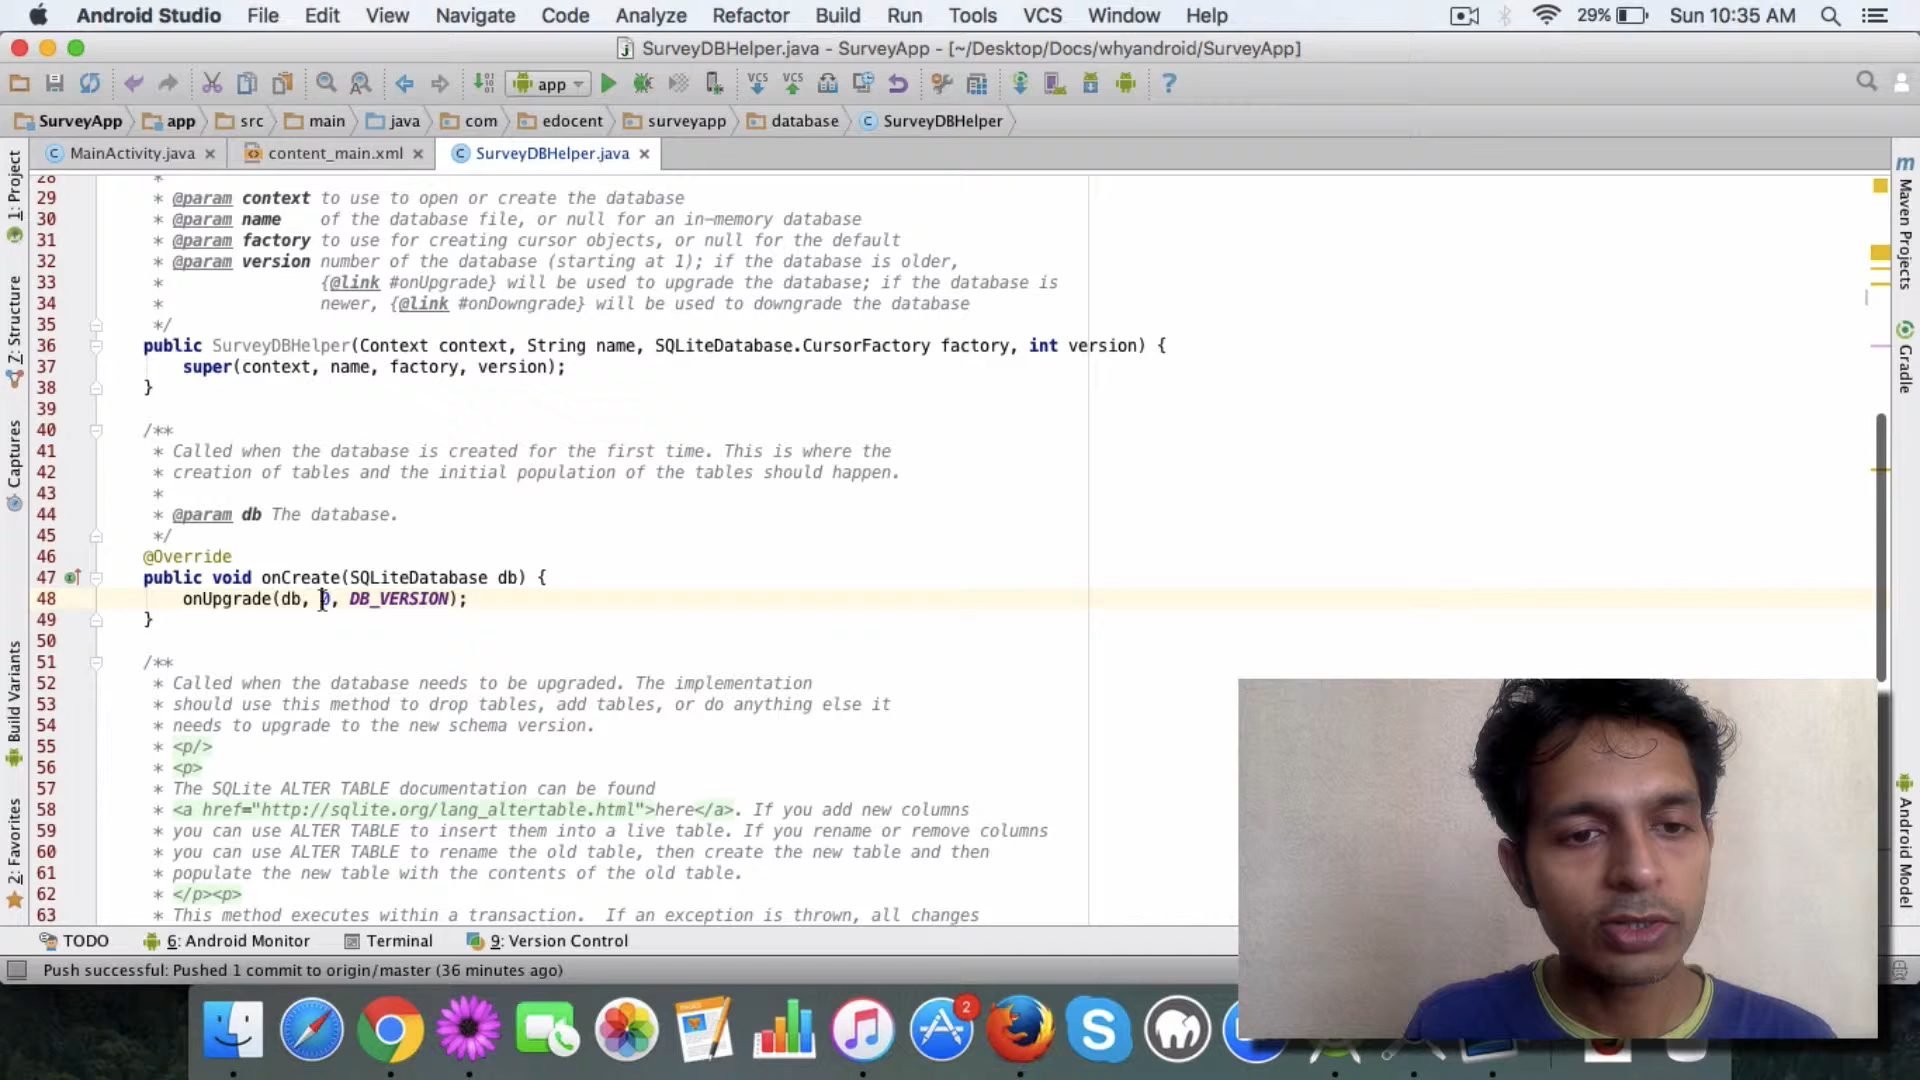 Android Studio File Edit View Navigate Code Analyze Refactor Build Run Tools VCS Window Help 29% Sun 10:35 AM
SurveyDBHelper.java - SurveyApp - [~/Desktop/Docs/whyandroid/SurveyApp]
app VCS VCS ?
SurveyApp app src main java com edocent surveyapp database SurveyDBHelper
MainActivity.java content_main.xml SurveyDBHelper.java
28 *
29 * @param context to use to open or create the database
30 * @param name of the database file, or null for an in-memory database
31 * @param factory to use for creating cursor objects, or null for the default
32 * @param version number of the database (starting at 1); if the database is older,
33 * {@link #onUpgrade} will be used to upgrade the database; if the database is
34 * newer, {@link #onDowngrade} will be used to downgrade the database
35 */
36 public SurveyDBHelper(Context context, String name, SQLiteDatabase.CursorFactory factory, int version) {
37 super(context, name, factory, version);
38 }
39
40 /**
41 * Called when the database is created for the first time. This is where the
42 * creation of tables and the initial population of the tables should happen.
43 *
44 * @param db The database.
45 */
46 @Override
47 public void onCreate(SQLiteDatabase db) {
48 onUpgrade(db, 0, DB_VERSION);
49 }
50
51 /**
52 * Called when the database needs to be upgraded. The implementation
53 * should use this method to drop tables, add tables, or do anything else it
54 * needs to upgrade to the new schema version.
55 * <p/>
56 * <p>
57 * The SQLite ALTER TABLE documentation can be found
58 * <a href="http://sqlite.org/lang_altertable.html">here</a>. If you add new columns
59 * you can use ALTER TABLE to insert them into a live table. If you rename or remove columns
60 * you can use ALTER TABLE to rename the old table, then create the new table and then
61 * populate the new table with the contents of the old table.
62 * </p><p>
63 * This method executes within a transaction. If an exception is thrown, all changes
1: Project
Z: Structure
Captures
Build Variants
2: Favorites
Maven Projects
Gradle
Android Model
TODO 6: Android Monitor Terminal 9: Version Control
Push successful: Pushed 1 commit to origin/master (36 minutes ago)
2